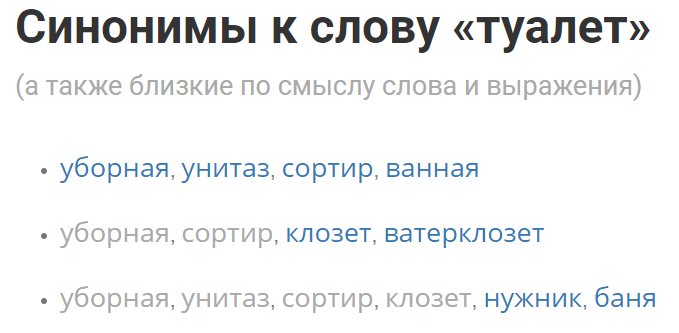 Синонимы к слову «туалет»
(а также близкие по смыслу слова и выражения)
• уборная, унитаз, сортир, ванная
• уборная, сортир, клозет, ватерклозет
• уборная, унитаз, сортир, клозет, нужник, баня